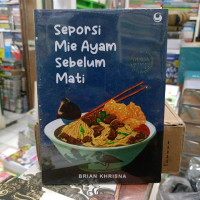 Seporsi
Mie Ayam
Sebelum
Mati
BRIAN KHRISNA